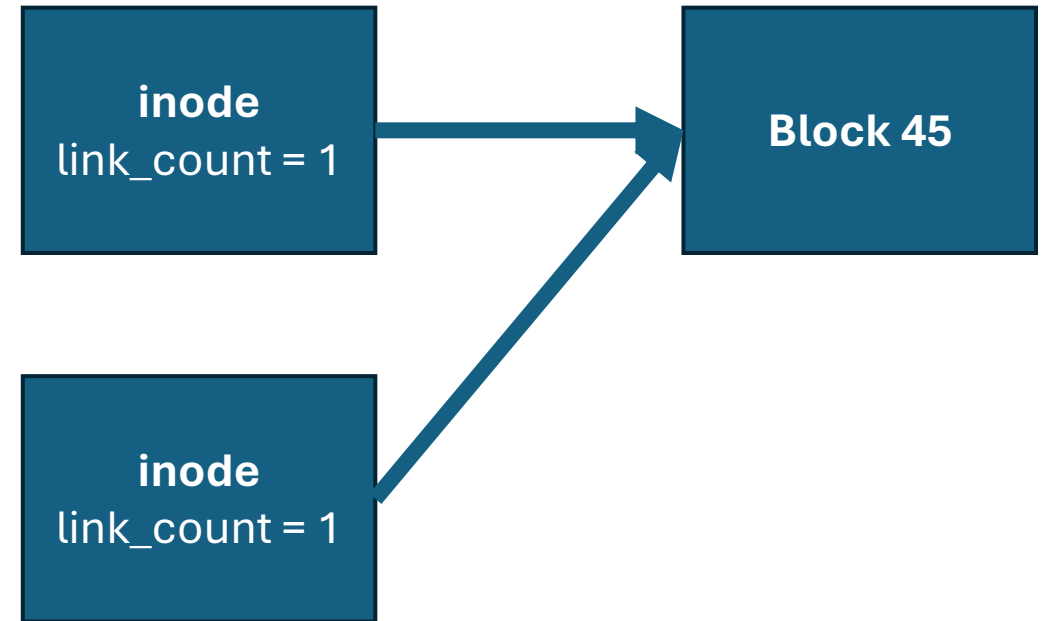 inode
link_count = 1
Block 45
inode
link_count = 1